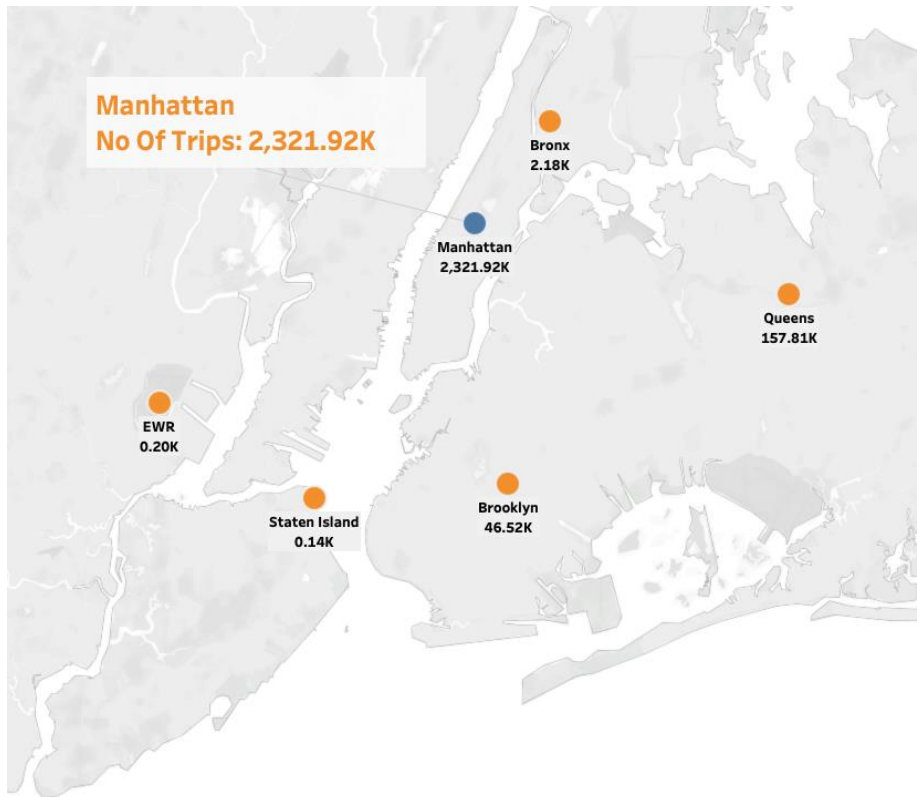 Manhattan
No Of Trips: 2,321.92K
Bronx
2.18K
Manhattan
2,321.92K
Queens
157.81K
EWR
0.20K
Brooklyn
46.52K
Staten Island
0.14K